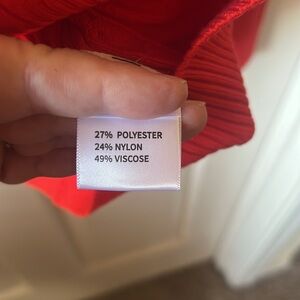 27% POLYESTER
24% NYLON
49% VISCOSE